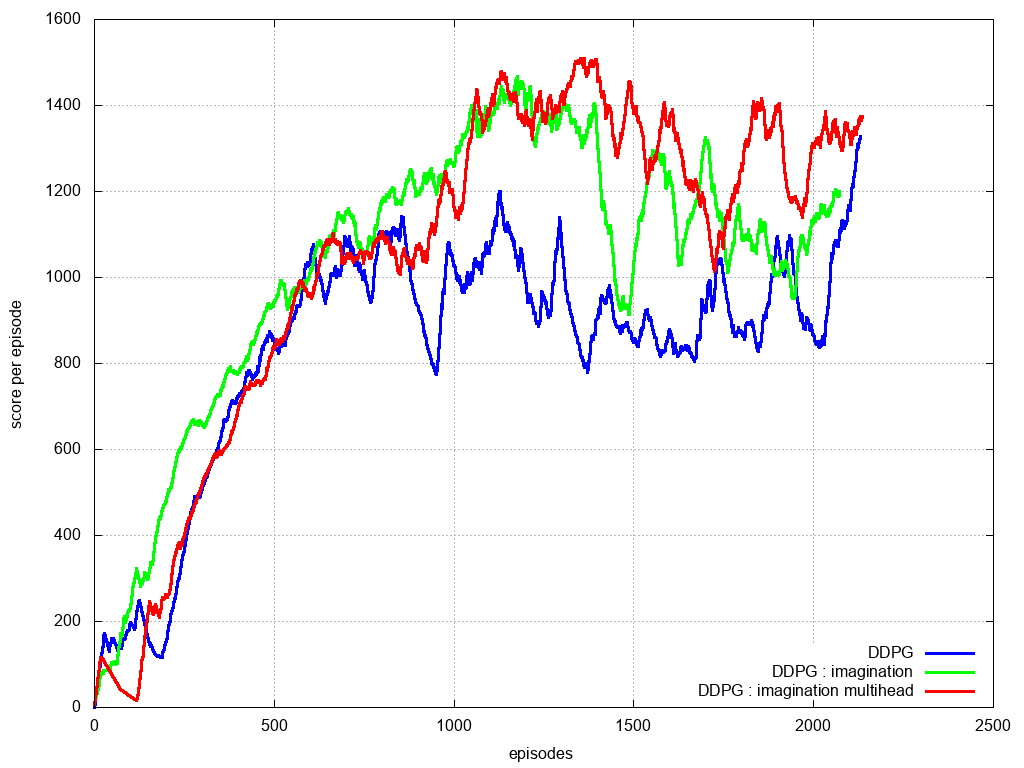 1600
1400
1200
1000
800
600
400
200
0
score per episode
0 500 1000 1500 2000 2500
episodes
DDPG
DDPG : imagination
DDPG : imagination multihead